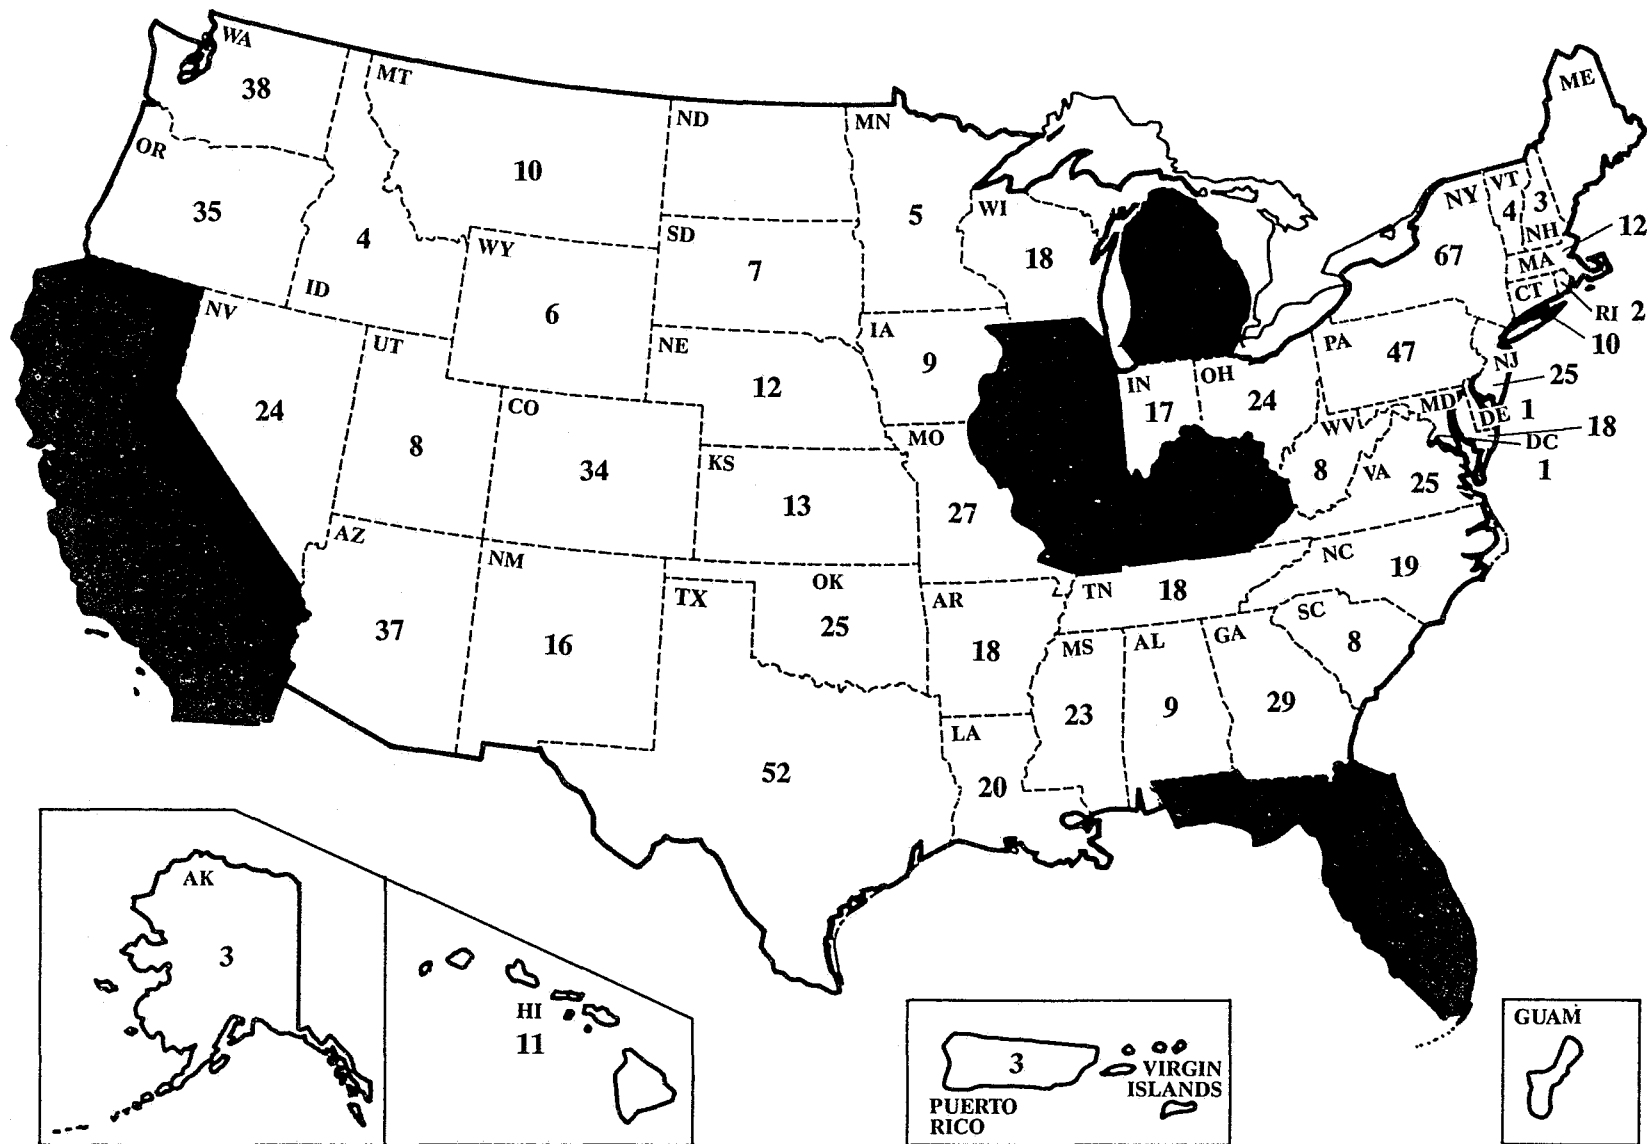 WA
38
MT
10
ND
MN
5
ME
OR
35
4
ID
WY
6
SD
7
WI
18
NY
67
VT
4
3
NH
12
MA
CT
RI 2
10
NV
24
UT
8
CO
34
NE
12
IA
9
IN
17
OH
24
PA
47
NJ
25
MD
DE 1
18
DC
1
KS
13
MO
27
WV
8
VA
25
AZ
37
NM
16
TX
52
OK
25
AR
18
TN 18
NC
19
SC
8
MS
23
AL
9
GA
29
LA
20
AK
3
HI
11
3
PUERTO
RICO
VIRGIN
ISLANDS
GUAM